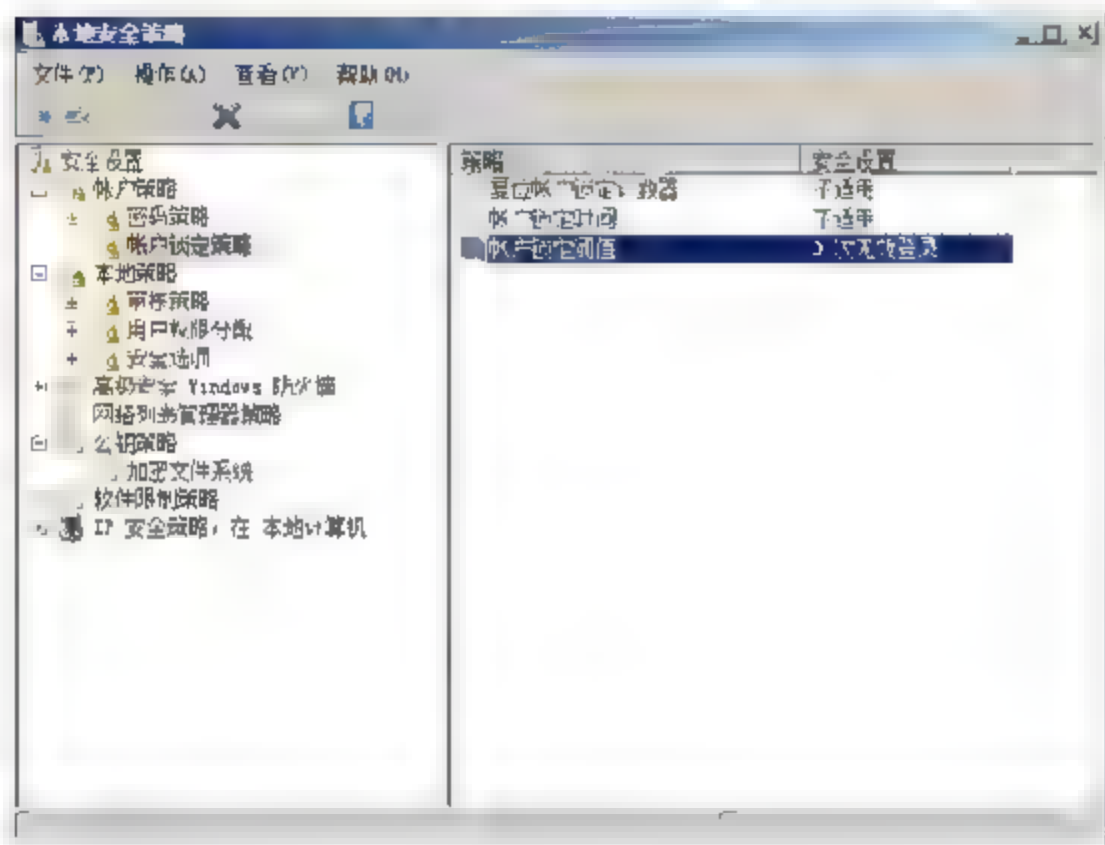 本地安全策略
文件(F) 操作(A) 查看(V) 帮助(H)
安全设置
帐户策略
密码策略
帐户锁定策略
本地策略
审核策略
用户权限分配
安全选项
高级安全 Windows 防火墙
网络列表管理器策略
公钥策略
加密文件系统
软件限制策略
IP 安全策略，在 本地计算机
策略 安全设置
复位帐户锁定计数器 不适用
帐户锁定时间 不适用
帐户锁定阈值 次无效登录